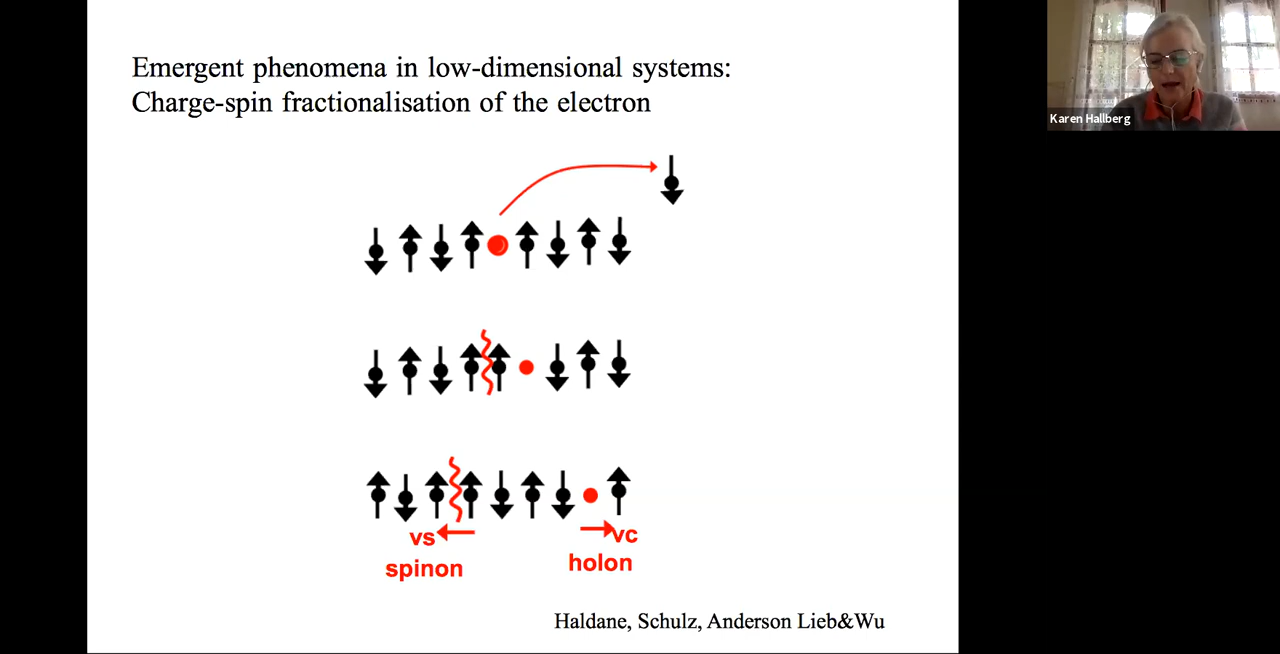 Emergent phenomena in low-dimensional systems:
Charge-spin fractionalisation of the electron
Karen Hallberg
vs
vc
spinon
holon
Haldane, Schulz, Anderson Lieb&Wu